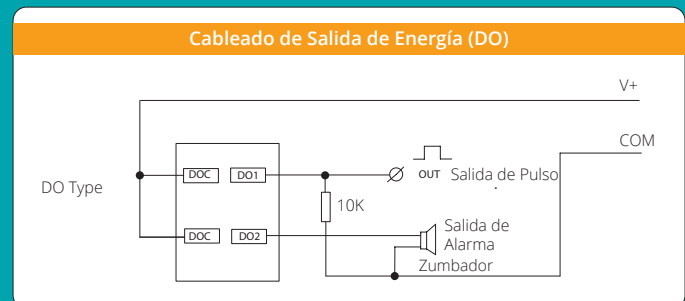 Cableado de Salida de Energía (DO)
V+
COM
DO Type
DOC DO1
OUT Salida de Pulso
10K
DOC DO2
Salida de
Alarma
Zumbador